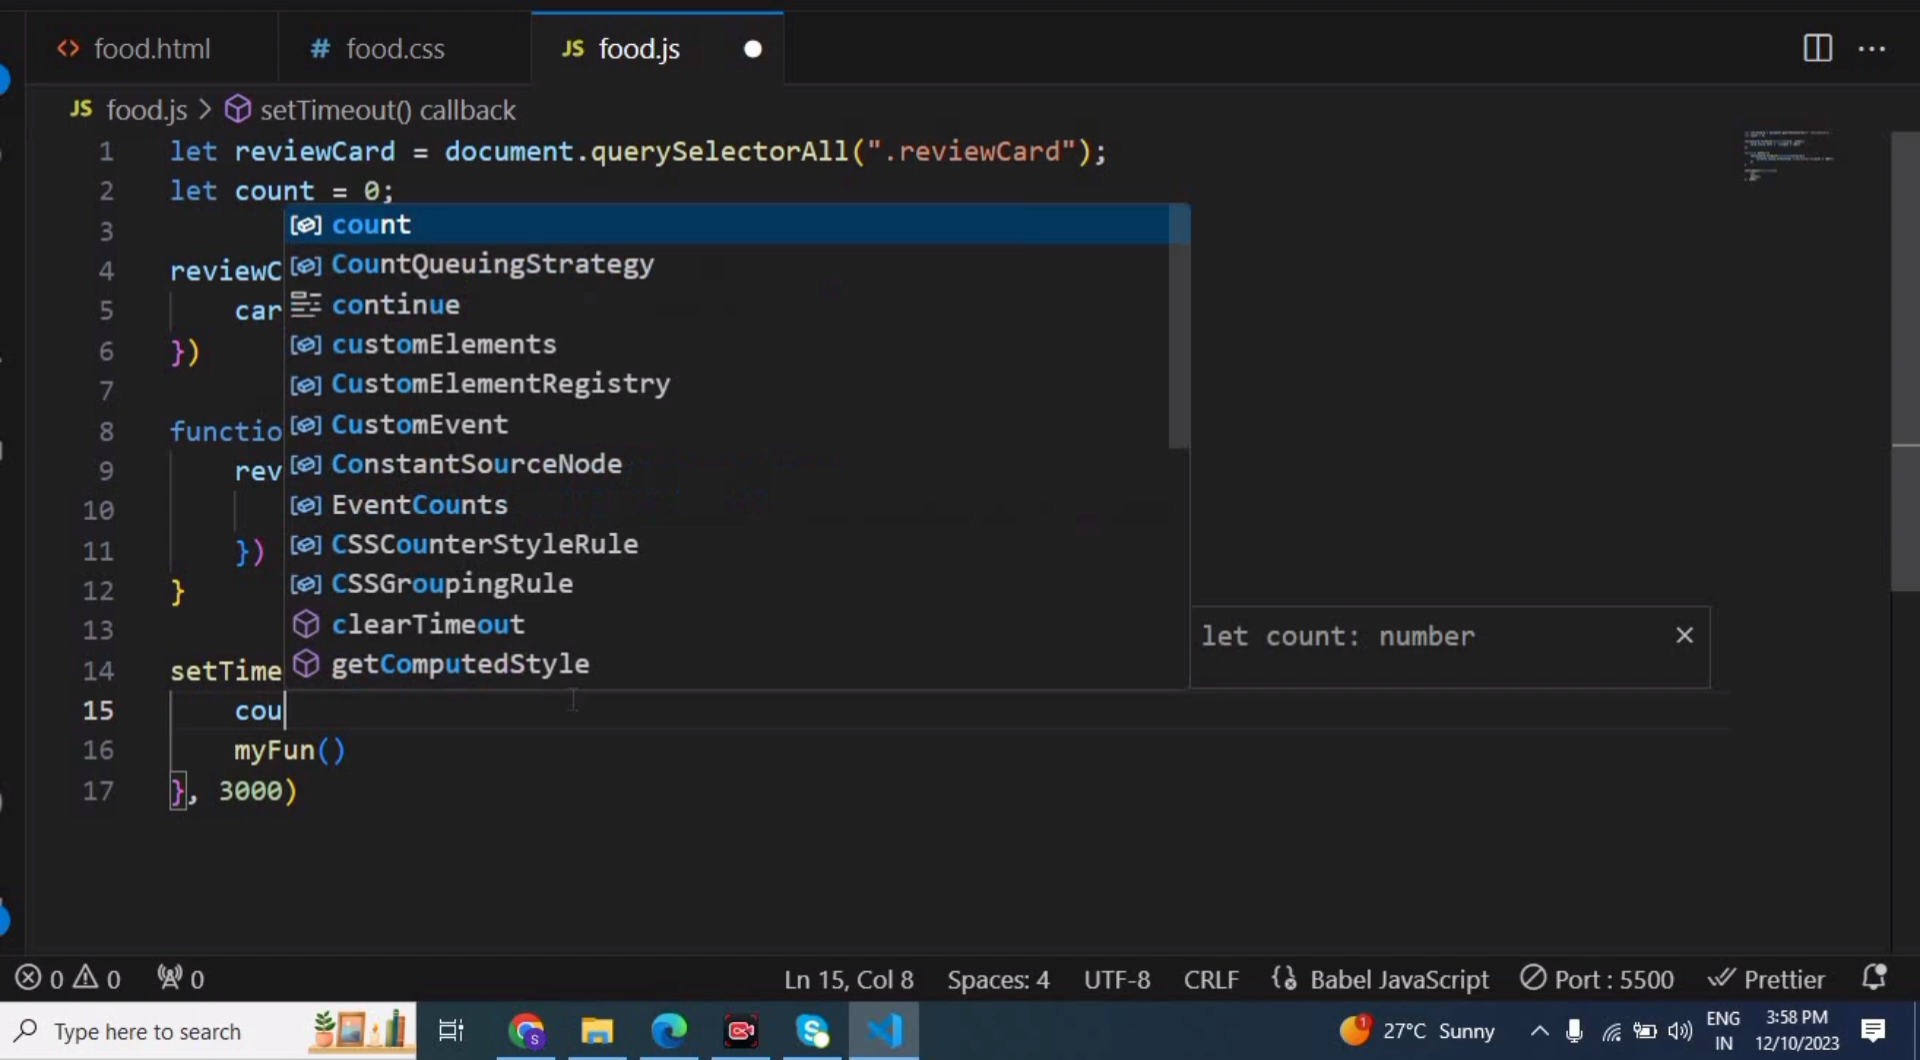 <> food.html # food.css JS food.js
JS food.js > setTimeout() callback
1 let reviewCard = document.querySelectorAll(".reviewCard");
2 let count = 0;
3
4 reviewC
5 car
6 })
7
8 functio
9 rev
10
11 })
12 }
13
14 setTime
15 cou
16 myFun()
17 }, 3000)
count
CountQueuingStrategy
continue
customElements
CustomElementRegistry
CustomEvent
ConstantSourceNode
EventCounts
CSSCounterStyleRule
CSSGroupingRule
clearTimeout
getComputedStyle
let count: number
0 0 0 Ln 15, Col 8 Spaces: 4 UTF-8 CRLF Babel JavaScript Port : 5500 Prettier
Type here to search 1 27°C Sunny ENG IN 3:58 PM 12/10/2023